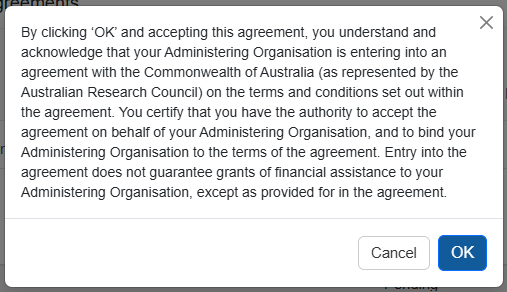 greements
By clicking ‘OK’ and accepting this agreement, you understand and
acknowledge that your Administering Organisation is entering into an
agreement with the Commonwealth of Australia (as represented by the
Australian Research Council) on the terms and conditions set out within
the agreement. You certify that you have the authority to accept the
agreement on behalf of your Administering Organisation, and to bind your
Administering Organisation to the terms of the agreement. Entry into the
agreement does not guarantee grants of financial assistance to your
Administering Organisation, except as provided for in the agreement.
Cancel OK
Pending